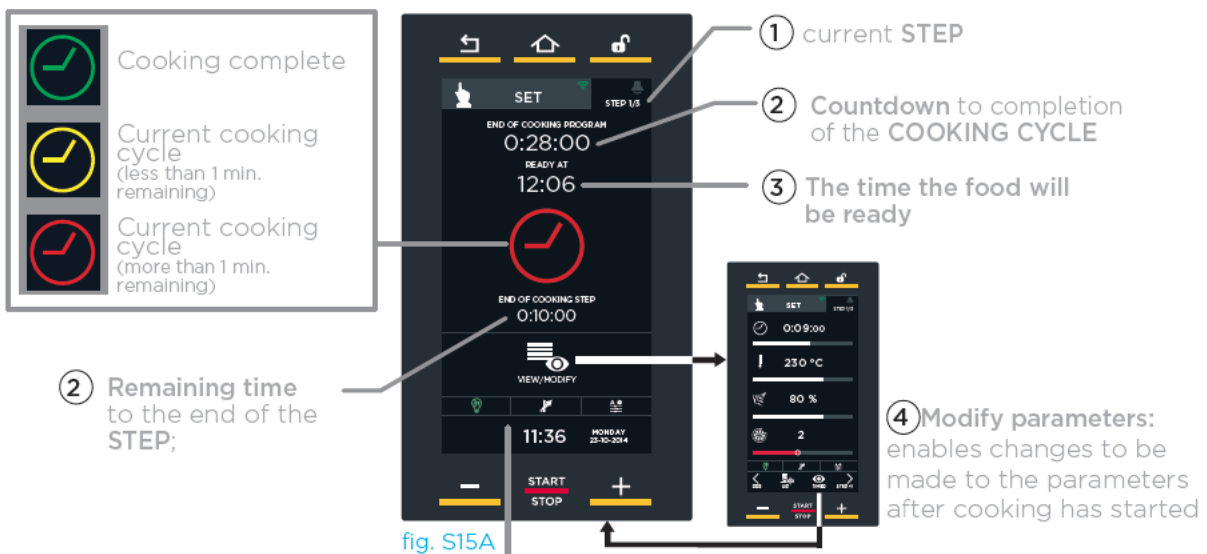 Cooking complete
Current cooking
cycle
(less than 1 min.
remaining)
Current cooking
cycle
(more than 1 min.
remaining)
SET
STEP 1/3
END OF COOKING PROGRAM
0:28:00
READY AT
12:06
END OF COOKING STEP
0:10:00
VIEW/MODIFY
11:36
MONDAY
23-10-2014
START
STOP
fig. S15A
1 current STEP
2 Countdown to completion
of the COOKING CYCLE
3 The time the food will
be ready
2 Remaining time
to the end of the
STEP;
SET
STEP 1/3
0:09:00
230 °C
80 %
2
START
STOP
4 Modify parameters:
enables changes to be
made to the parameters
after cooking has started